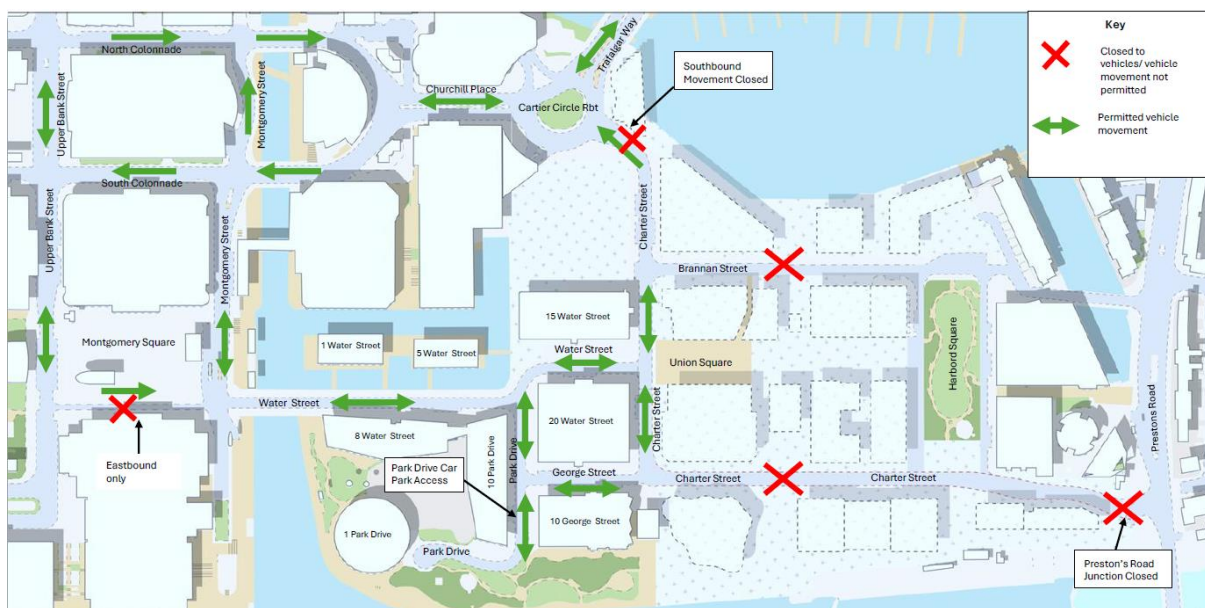 North Colonnade
Trafalgar Way
Southbound
Movement Closed
Key
Closed to
vehicles/ vehicle
movement not
permitted
Permitted vehicle
movement
Upper Bank Street
Montgomery Street
Churchill Place
Cartier Circle Rbt
South Colonnade
Upper Bank Street
Montgomery Street
Charter Street
Brannan Street
Montgomery Square
1 Water Street
5 Water Street
15 Water Street
Water Street
Union Square
Harbord Square
Prestons Road
Water Street
8 Water Street
10 Park Drive
Park Drive
20 Water Street
Charter Street
Eastbound
only
Park Drive Car
Park Access
George Street
Charter Street
Charter Street
1 Park Drive
10 George Street
Park Drive
Preston's Road
Junction Closed